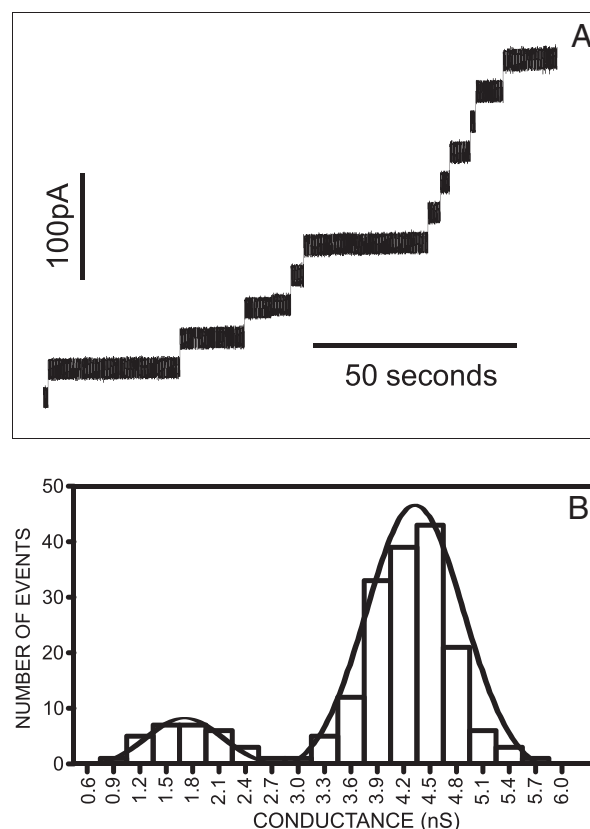 A
100pA
50 seconds
B
NUMBER OF EVENTS
50
40
30
20
10
0
0.6 0.9 1.2 1.5 1.8 2.1 2.4 2.7 3.0 3.3 3.6 3.9 4.2 4.5 4.8 5.1 5.4 5.7 6.0
CONDUCTANCE (nS)